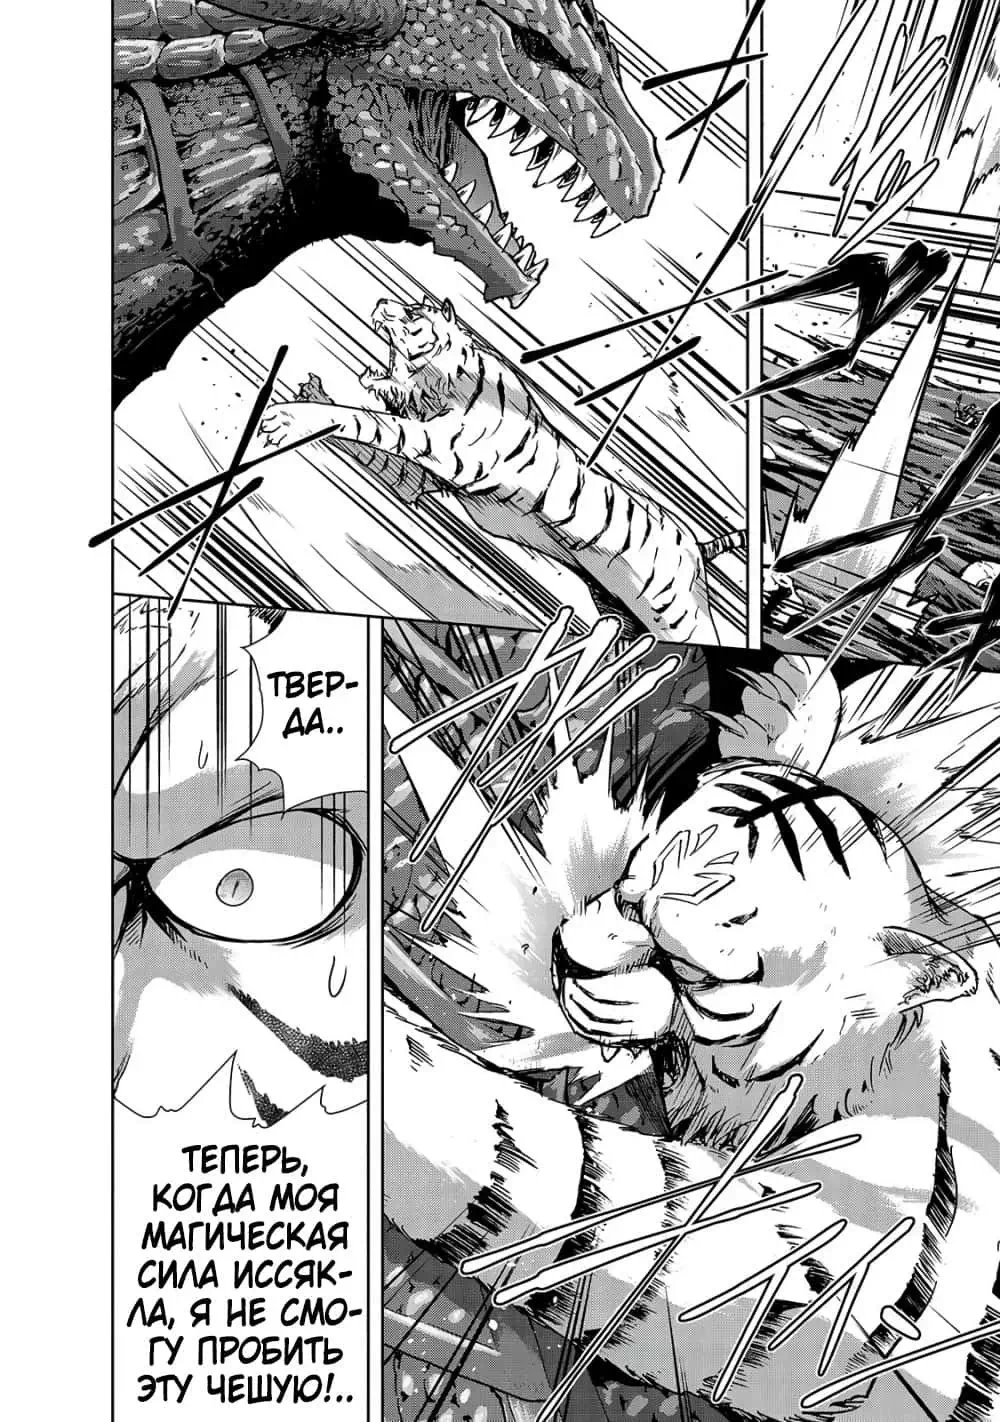 ТВЕР-
ДА..
ТЕПЕРЬ,
КОГДА МОЯ
МАГИЧЕСКАЯ
СИЛА ИССЯК-
ЛА, Я НЕ СМО-
ГУ ПРОБИТЬ
ЭТУ ЧЕШУЮ!..